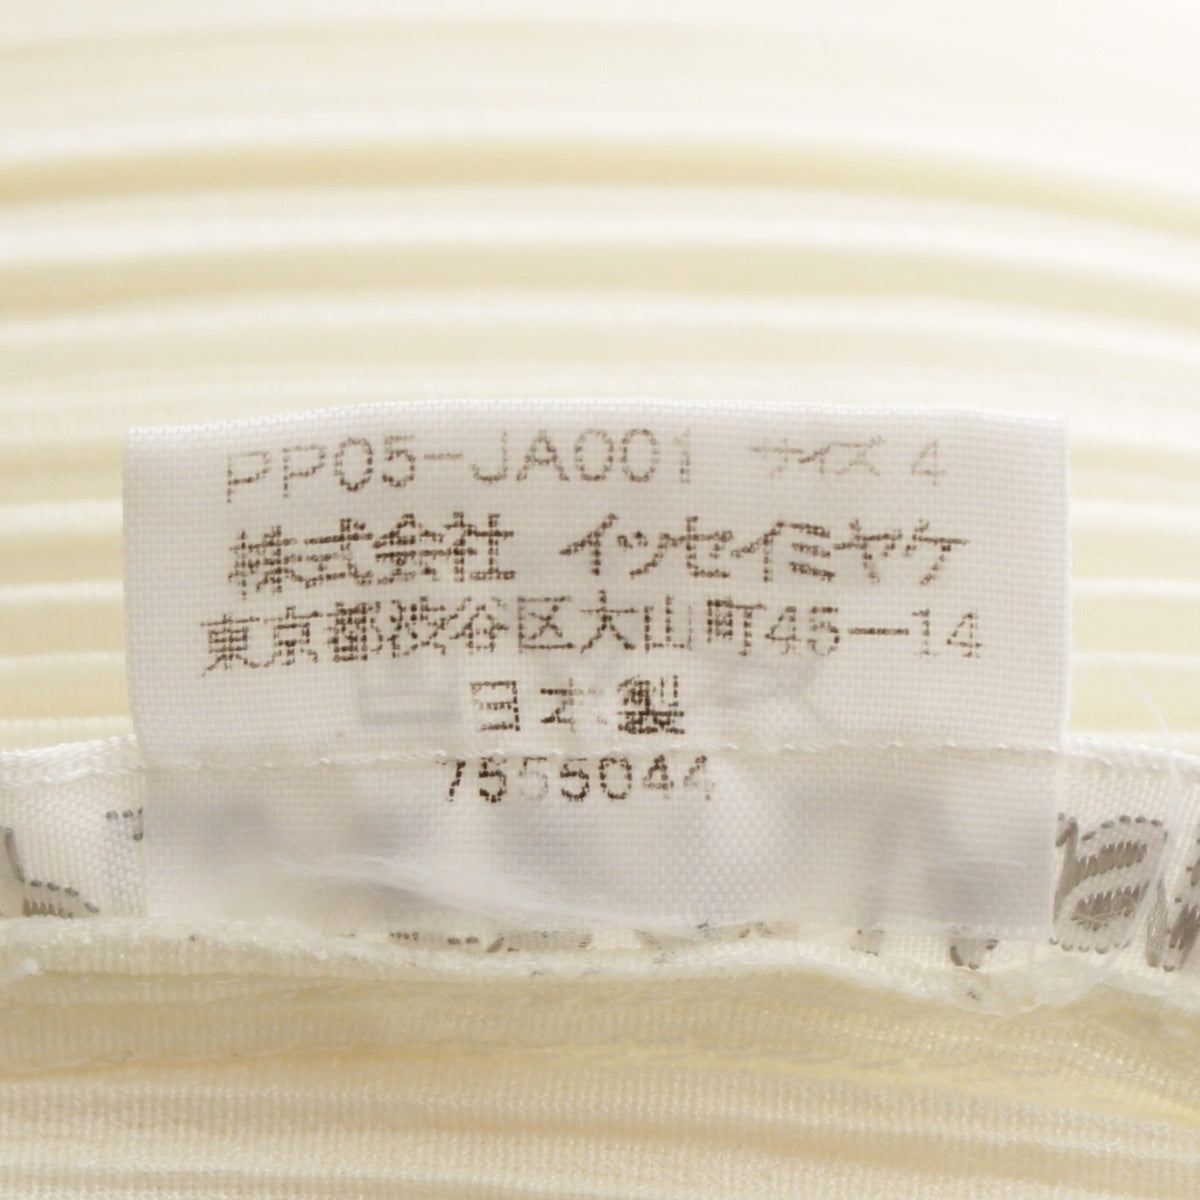 PP05-JA001 サイズ 4
株式会社 イッセイミヤケ
東京都渋谷区大山町45-14
日本製
7555044